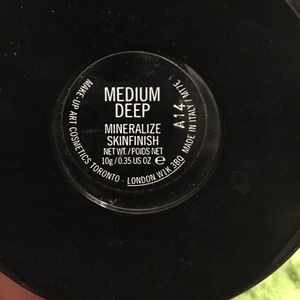 MEDIUM
DEEP
MINERALIZE
SKINFINISH
NET WT./POIDS NET
10g/0.35 US OZ ℮
MAKE-UP ART COSMETICS TORONTO · LONDON W1K 3BQ MADE IN ITALY / M17E
A14